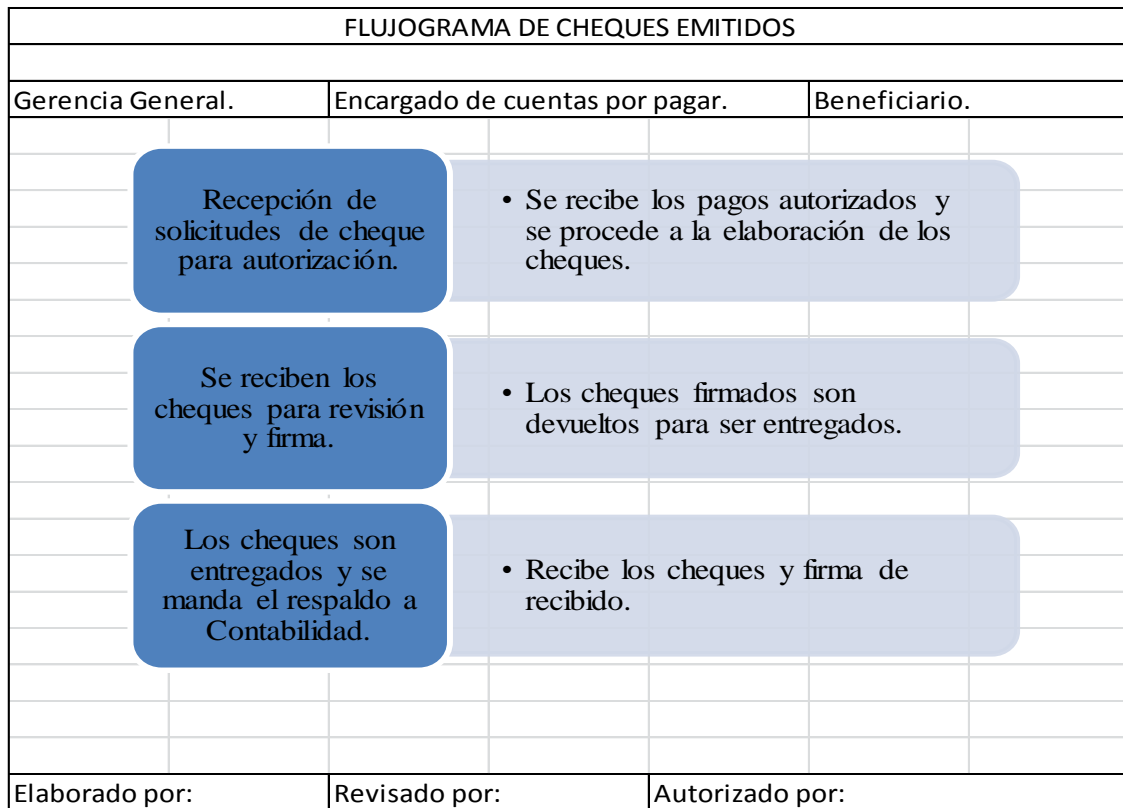 FLUJOGRAMA DE CHEQUES EMITIDOS
Gerencia General.
Encargado de cuentas por pagar.
Beneficiario.
Recepción de
solicitudes de cheque
para autorización.
• Se recibe los pagos autorizados y
se procede a la elaboración de los
cheques.
Se reciben los
cheques para revisión
y firma.
• Los cheques firmados son
devueltos para ser entregados.
Los cheques son
entregados y se
manda el respaldo a
Contabilidad.
• Recibe los cheques y firma de
recibido.
Elaborado por:
Revisado por:
Autorizado por: